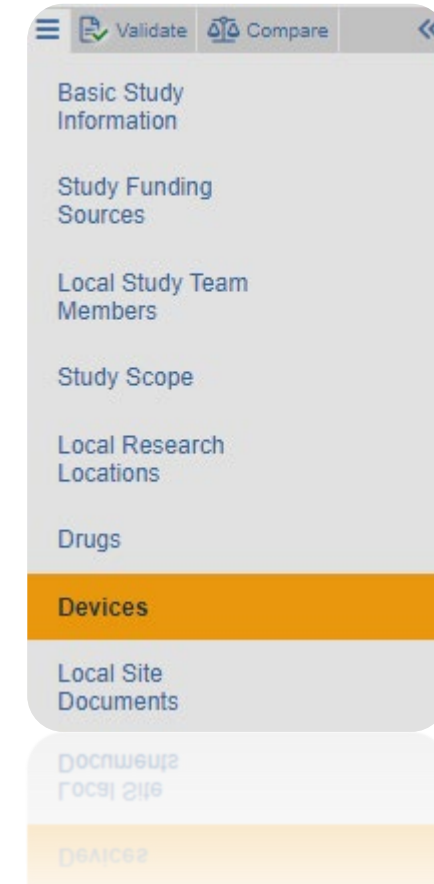 Validate Compare
Basic Study
Information
Study Funding
Sources
Local Study Team
Members
Study Scope
Local Research
Locations
Drugs
Devices
Local Site
Documents